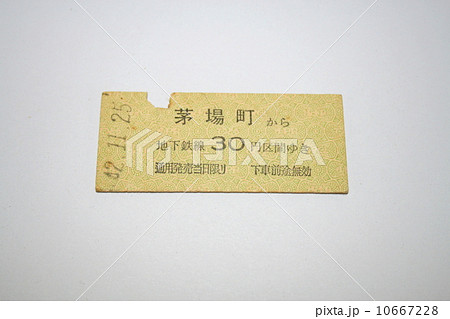 42.11.25
茅場町 から
地下鉄線 30 円区間ゆき
通用発売当日限り 下車前途無効
PIXTA
10667228